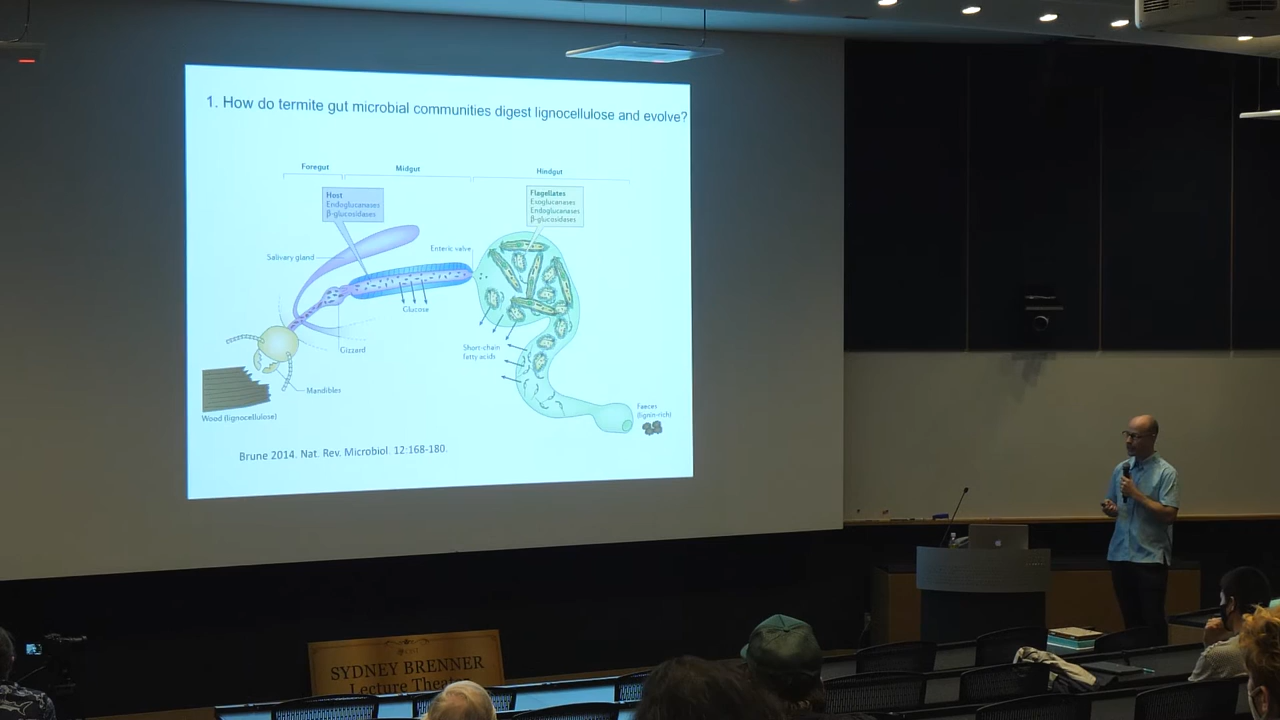 1. How do termite gut microbial communities digest lignocellulose and evolve?
Foregut
Midgut
Hindgut
Host
Endoglucanases
β-glucosidases
Flagellates
Exoglucanases
Endoglucanases
β-glucosidases
Salivary gland
Enteric valve
Glucose
Gizzard
Short-chain
fatty acids
Mandibles
Wood (lignocellulose)
Faeces
(lignin-rich)
Brune 2014. Nat. Rev. Microbiol. 12:168-180.
SYDNEY BRENNER
Lecture Theater